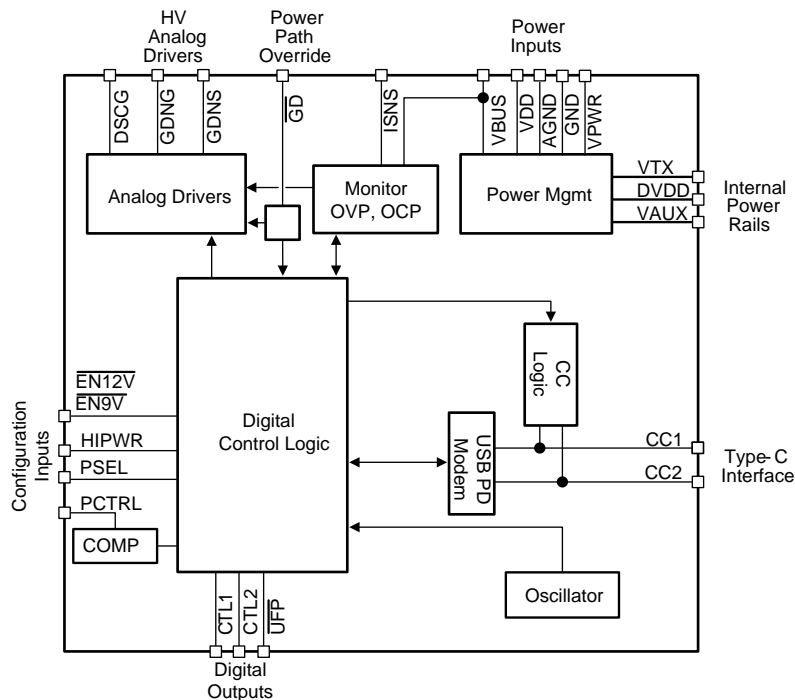 HV
Analog
Drivers
Power
Path
Override
Power
Inputs
DSCG
GDNG
GDNS
GD
ISNS
VBUS
VDD
AGND
GND
VPWR
Analog Drivers
Monitor
OVP, OCP
Power Mgmt
VTX
DVDD
VAUX
Internal
Power
Rails
EN12V
EN9V
HIPWR
PSEL
PCTRL
COMP
Configuration
Inputs
Digital
Control Logic
CC
Logic
USB PD
Modem
CC1
CC2
Type-C
Interface
Oscillator
CTL1
CTL2
UFP
Digital
Outputs